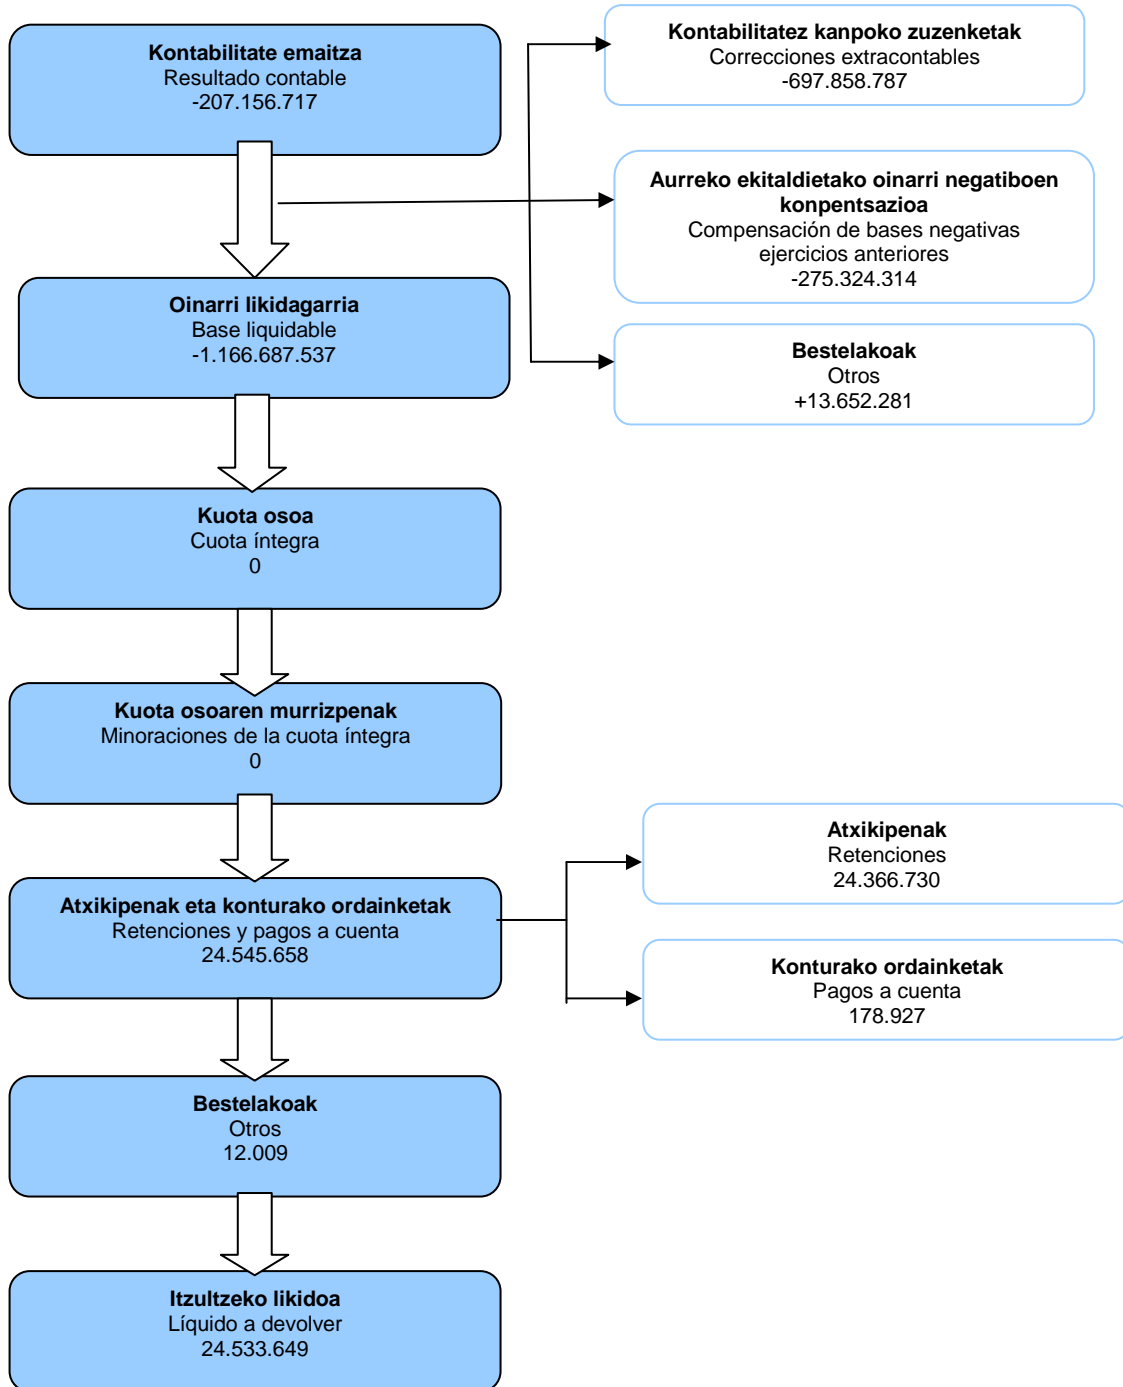 Kontabilitate emaitza
Resultado contable
-207.156.717
Kontabilitatez kanpoko zuzenketak
Correcciones extracontables
-697.858.787
Aurreko ekitaldietako oinarri negatiboen
konpentsazioa
Compensación de bases negativas
ejercicios anteriores
-275.324.314
Oinarri likidagarria
Base liquidable
-1.166.687.537
Bestelakoak
Otros
+13.652.281
Kuota osoa
Cuota íntegra
0
Kuota osoaren murrizpenak
Minoraciones de la cuota íntegra
0
Atxikipenak eta konturako ordainketak
Retenciones y pagos a cuenta
24.545.658
Atxikipenak
Retenciones
24.366.730
Konturako ordainketak
Pagos a cuenta
178.927
Bestelakoak
Otros
12.009
Itzultzeko likidoa
Líquido a devolver
24.533.649